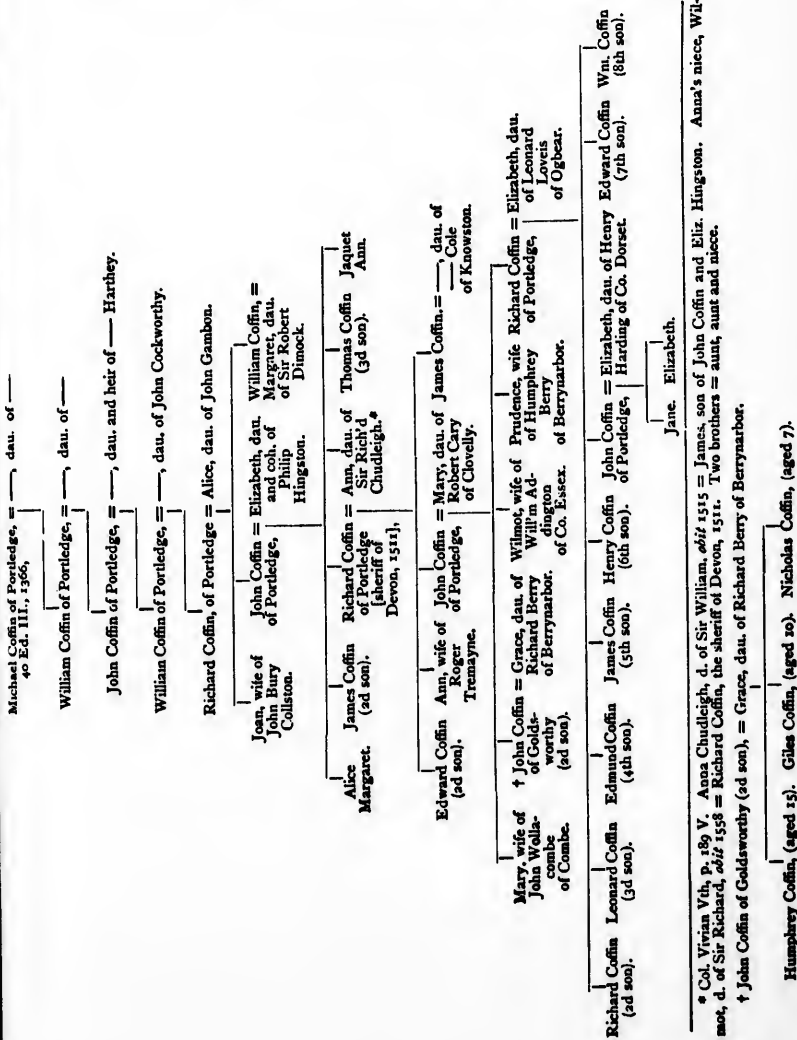 Michael Coffin of Portledge, = ——, dau. of ——
40 Ed. III., 1366,
William Coffin of Portledge, = ——, dau. of ——
John Coffin of Portledge, = ——, dau. and heir of —— Harthey.
William Coffin of Portledge, = ——, dau. of John Cockworthy.
Richard Coffin, of Portledge = Alice, dau. of John Gambon.
Joan, wife of
John Bury
Collston.
John Coffin = Elizabeth, dau.
of Portledge, and coh. of
Philip
Hingston.
William Coffin, =
Margaret, dau.
of Sir Robert
Dimock.
Alice
Margaret.
James Coffin
(2d son).
Richard Coffin = Ann, dau. of
of Portledge Sir Rich'd
[sheriff of Chudleigh.*
Devon, 1511],
Thomas Coffin
(3d son).
Jaquet
Ann.
Edward Coffin
(2d son).
Ann, wife of
Roger
Tremayne.
John Coffin = Mary, dau. of
of Portledge, Robert Cary
of Clovelly.
James Coffin. = ——, dau. of
—— Cole
of Knowston.
Mary, wife of
John Wolla-
combe
of Combe.
† John Coffin = Grace, dau. of
of Golds- Richard Berry
worthy of Berrynarbor.
(2d son).
Wilmot, wife of
Will'm Ad-
dington
of Co. Essex.
Prudence, wife
of Humphrey
Berry
of Berrynarbor.
Richard Coffin = Elizabeth, dau.
of Portledge, of Leonard
Loveis
of Ogbear.
Richard Coffin
(2d son).
Leonard Coffin
(3d son).
Edmund Coffin
(4th son).
James Coffin
(5th son).
Henry Coffin
(6th son).
John Coffin = Elizabeth, dau. of Henry
of Portledge, Harding of Co. Dorset.
Edward Coffin
(7th son).
Wm. Coffin
(8th son).
Jane. Elizabeth.
* Col. Vivian Vth, p. 189 V. Anna Chudleigh, d. of Sir William, obit 1515 = James, son of John Coffin and Eliz. Hingston. Anna's niece, Wil-
mot, d. of Sir Richard, obit 1558 = Richard Coffin, the sheriff of Devon, 1511. Two brothers = aunt, aunt and niece.
† John Coffin of Goldsworthy (2d son), = Grace, dau. of Richard Berry of Berrynarbor.
Humphrey Coffin, (aged 15). Giles Coffin, (aged 10). Nicholas Coffin, (aged 7).